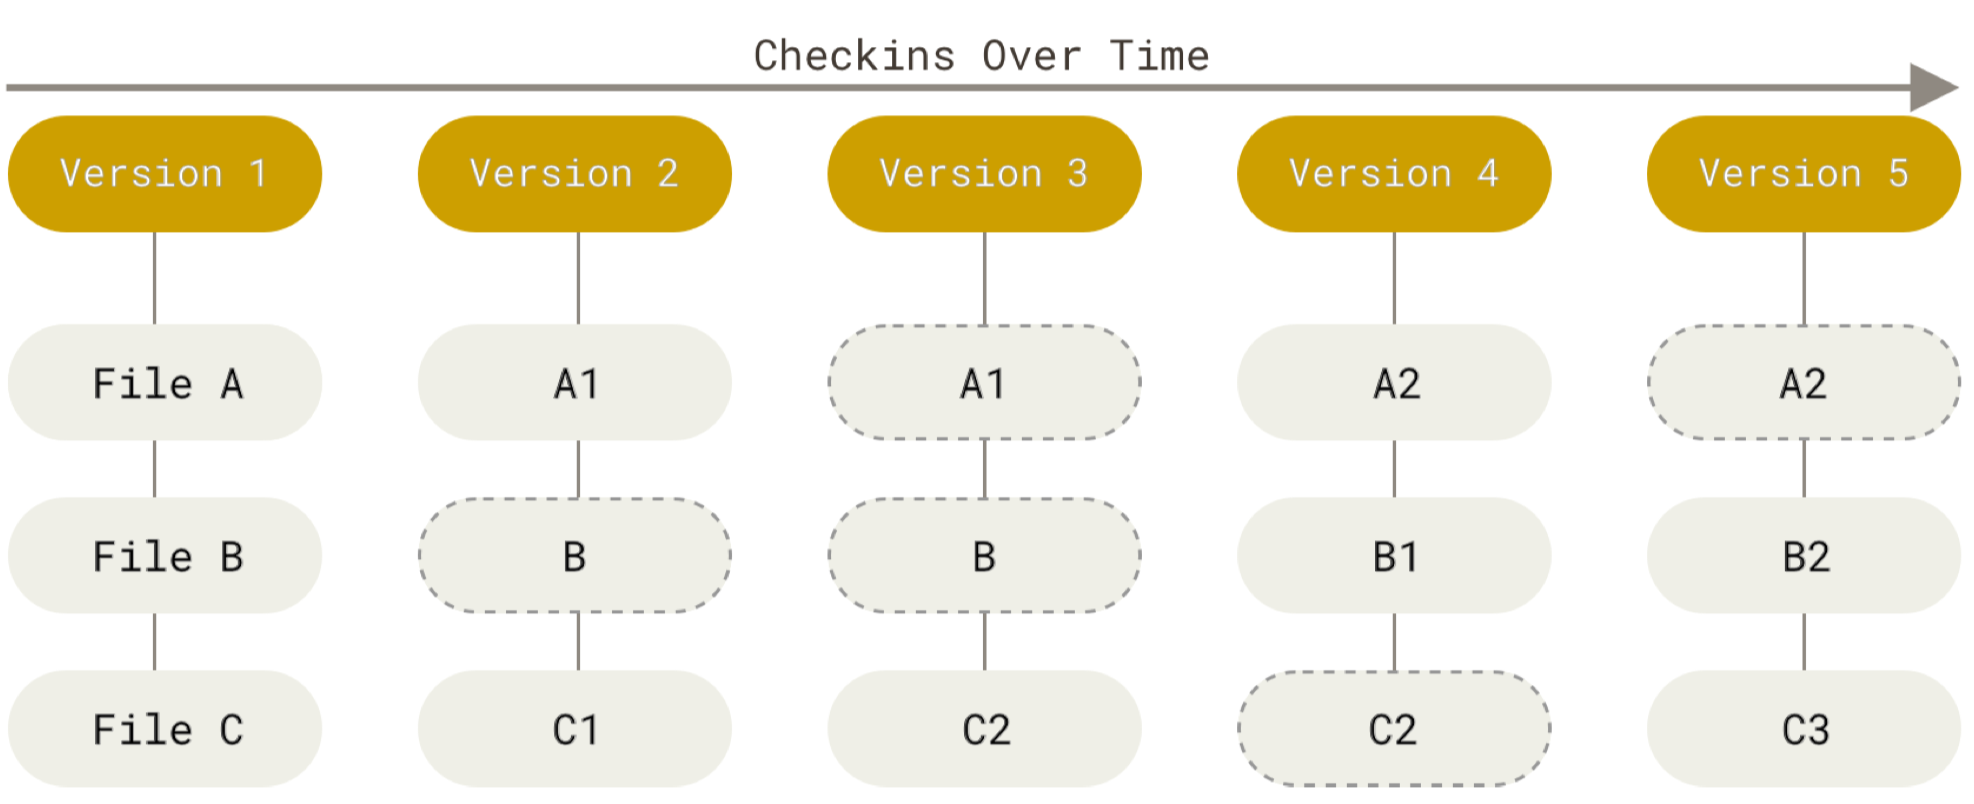 Checkins Over Time
Version 1 Version 2 Version 3 Version 4 Version 5
File A A1 A1 A2 A2
File B B B B1 B2
File C C1 C2 C2 C3